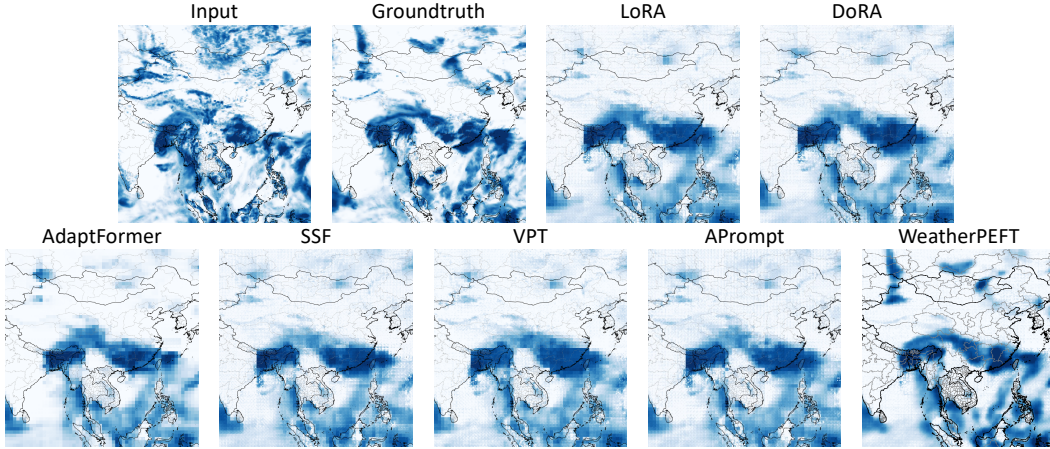 Input
Groundtruth
LoRA
DoRA
AdaptFormer
SSF
VPT
APrompt
WeatherPEFT